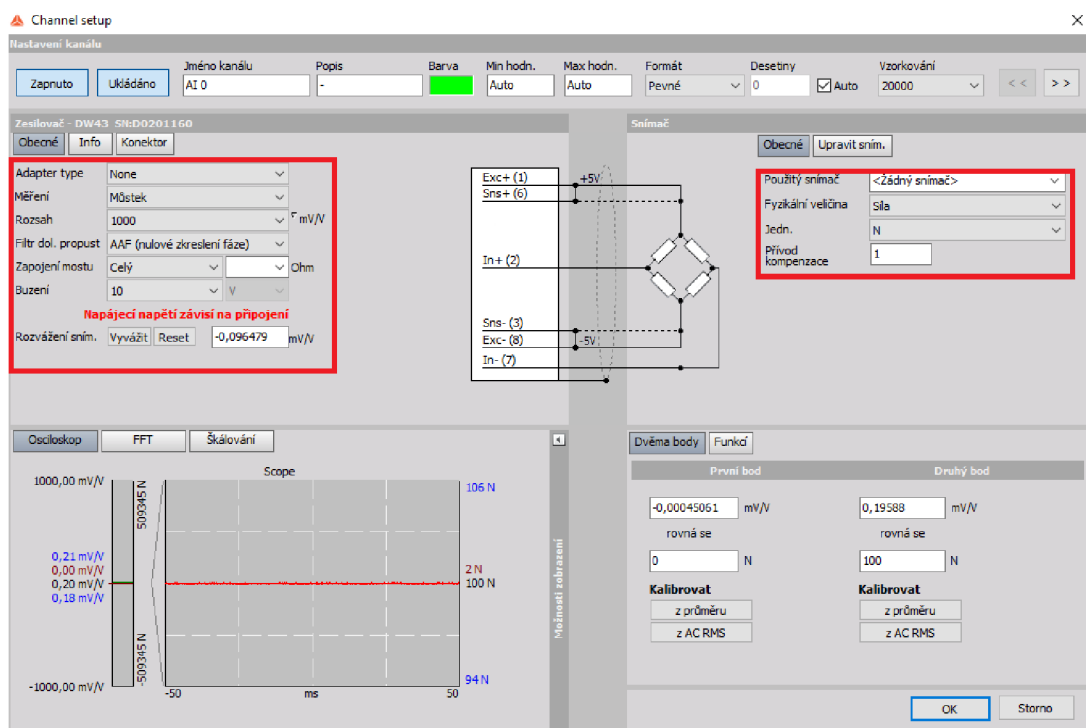 Channel setup
Nastavení kanálu
Zapnuto
Ukládáno
Jméno kanálu
AI 0
Popis
-
Barva
Min hodn.
Auto
Max hodn.
Auto
Formát
Pevné
Desetiny
0
Auto
Vzorkování
20000
<<
>>
Zesilovač - DW43 SN:D0201160
Obecné Info Konektor
Adapter type None
Měření Můstek
Rozsah 1000 mV/V
Filtr dol. propust AAF (nulové zkreslení fáze)
Zapojení mostu Celý Ohm
Buzení 10 V
Napájecí napětí závisí na připojení
Rozvážení sním. Vyvážit Reset -0,096479 mV/V
Exc+ (1)
+5V
Sns+ (6)
In+ (2)
Sns- (3)
Exc- (8)
-5V
In- (7)
Snímač
Obecné Upravit sním.
Použitý snímač <Žádný snímač>
Fyzikální veličina Síla
Jedn. N
Přívod
kompenzace 1
Osciloskop FFT Škálování
Scope
1000,00 mV/V
509345 N
106 N
0,21 mV/V
0,00 mV/V
2 N
0,20 mV/V
100 N
0,18 mV/V
-509345 N
94 N
-1000,00 mV/V
-50
ms
50
Možnosti zobrazení
Dvěma body Funkcí
První bod Druhý bod
-0,00045061 mV/V 0,19588 mV/V
rovná se rovná se
0 N 100 N
Kalibrovat Kalibrovat
z průměru z průměru
z AC RMS z AC RMS
OK Storno